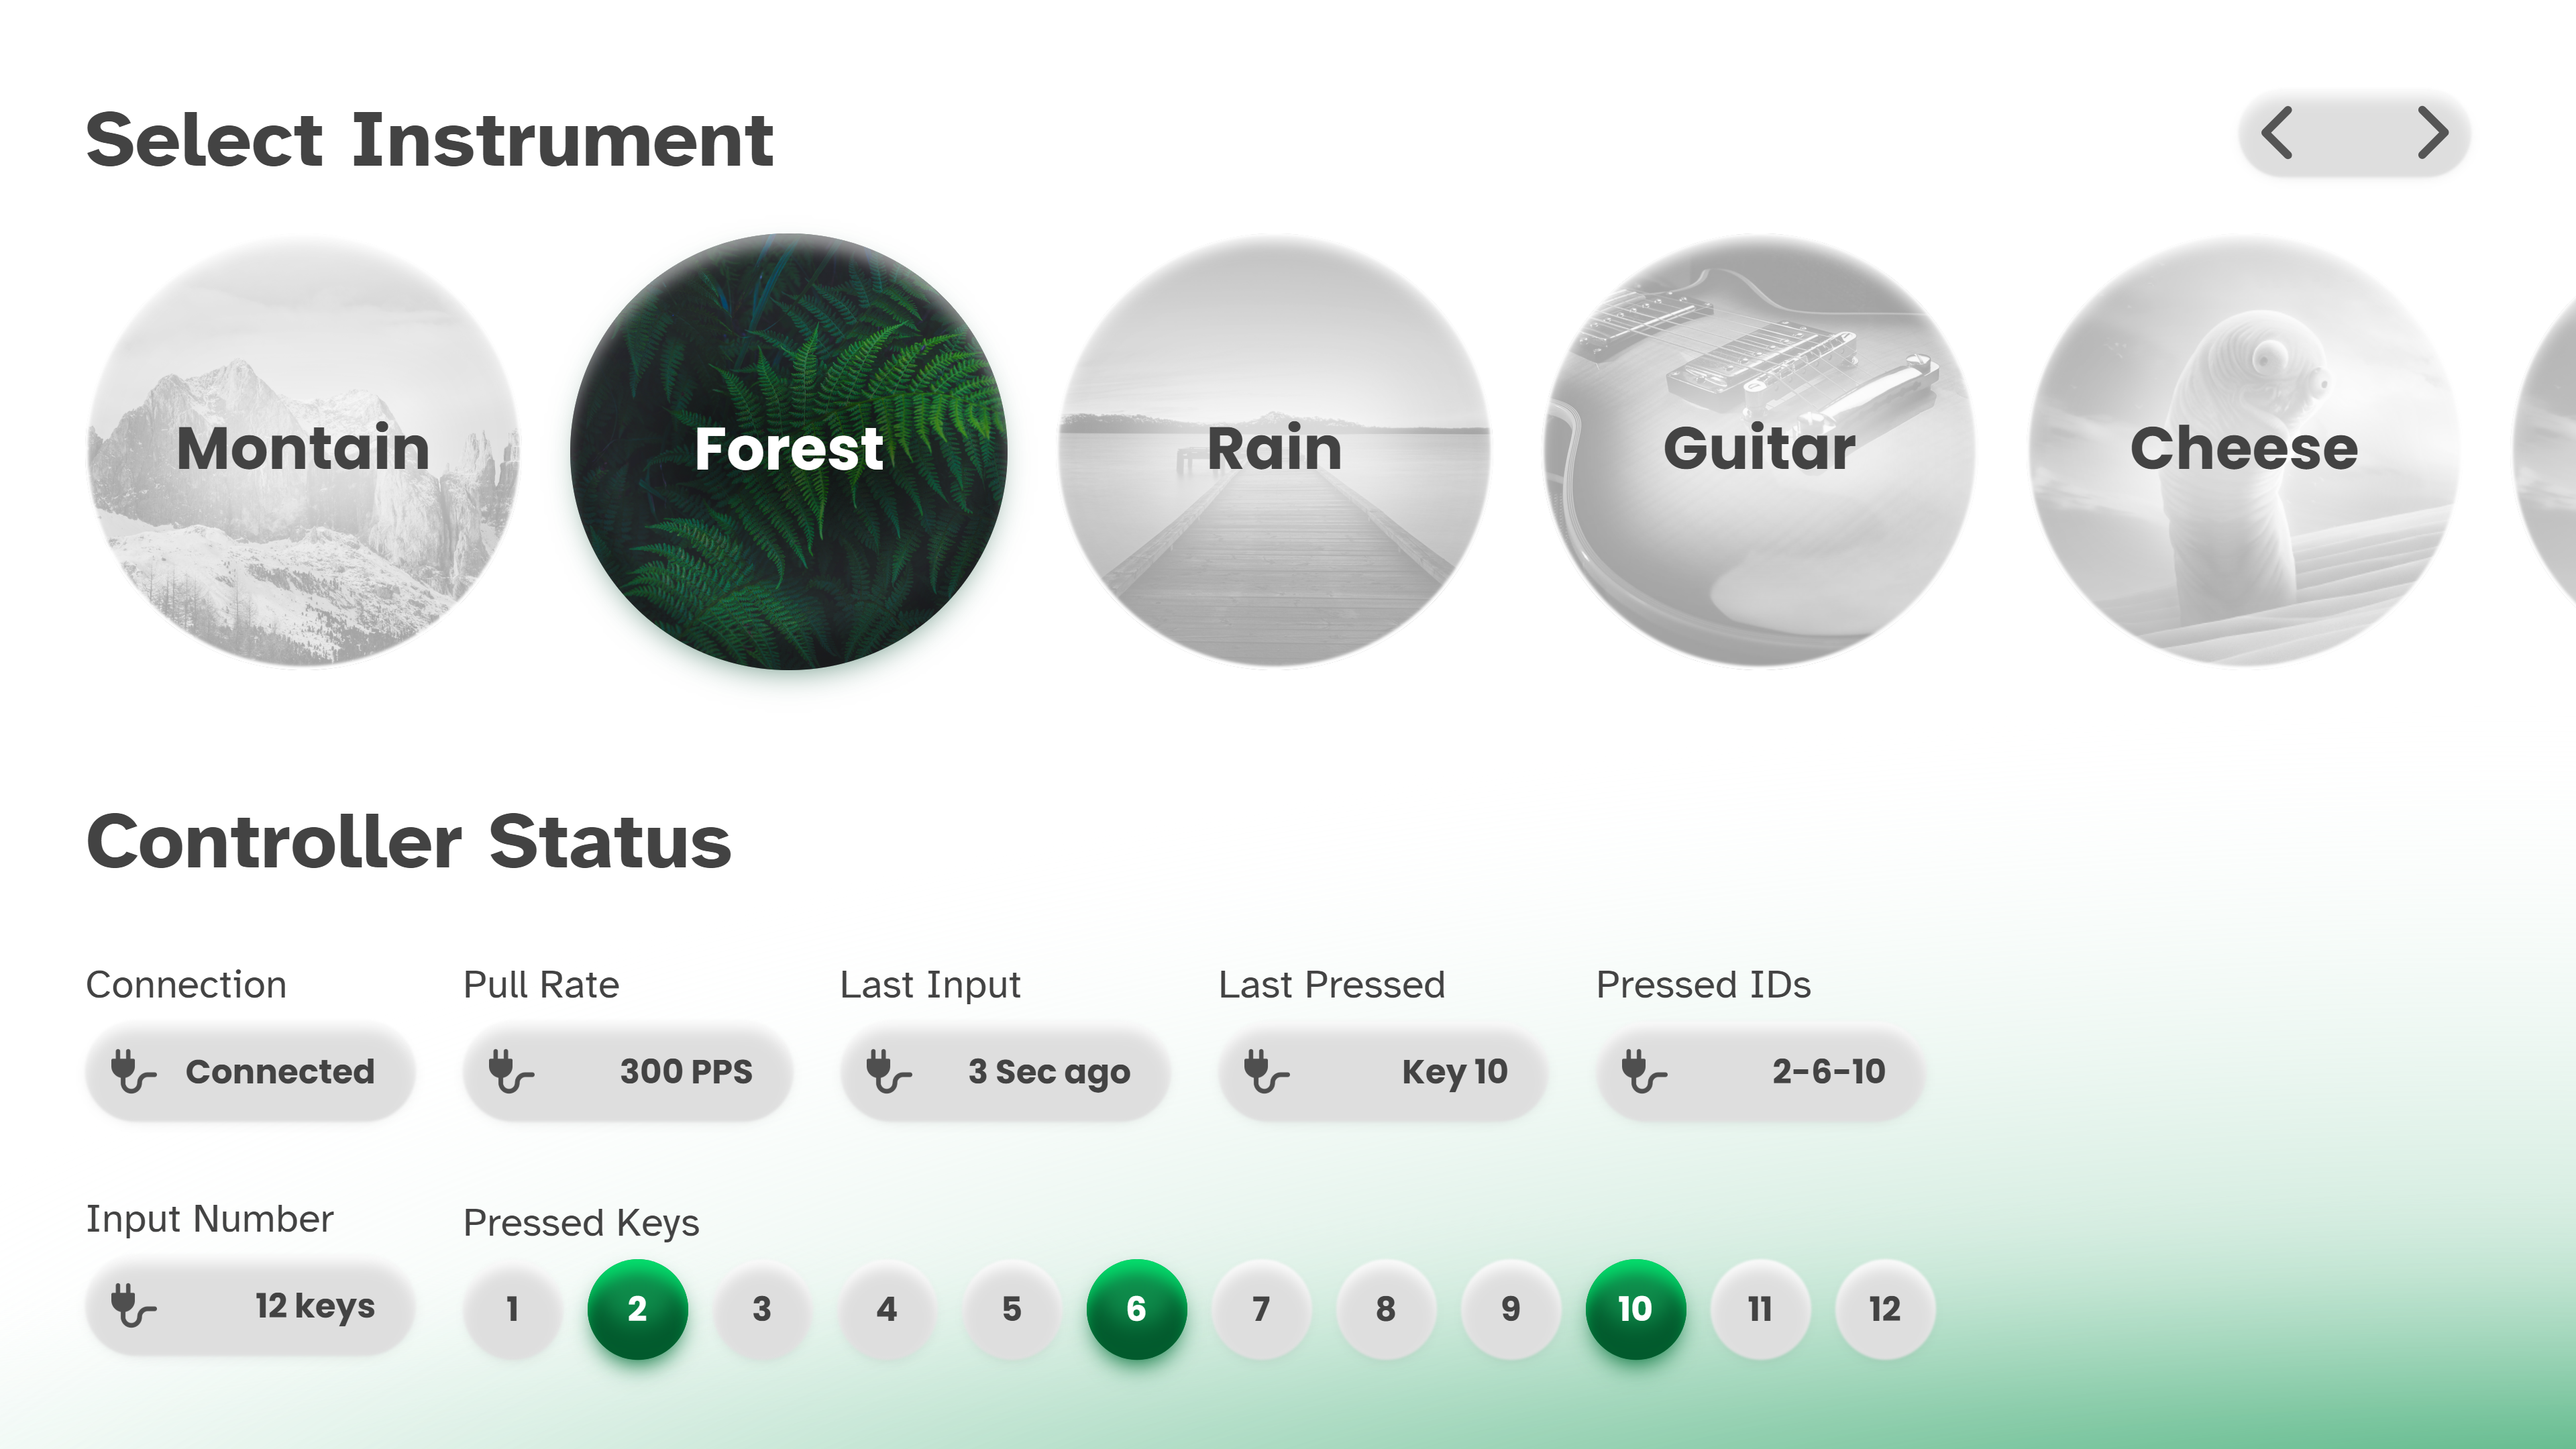 Select Instrument
Montain
Forest
Rain
Guitar
Cheese
Controller Status
Connection
Pull Rate
Last Input
Last Pressed
Pressed IDs
Connected
300 PPS
3 Sec ago
Key 10
2-6-10
Input Number
Pressed Keys
12 keys
1 2 3 4 5 6 7 8 9 10 11 12